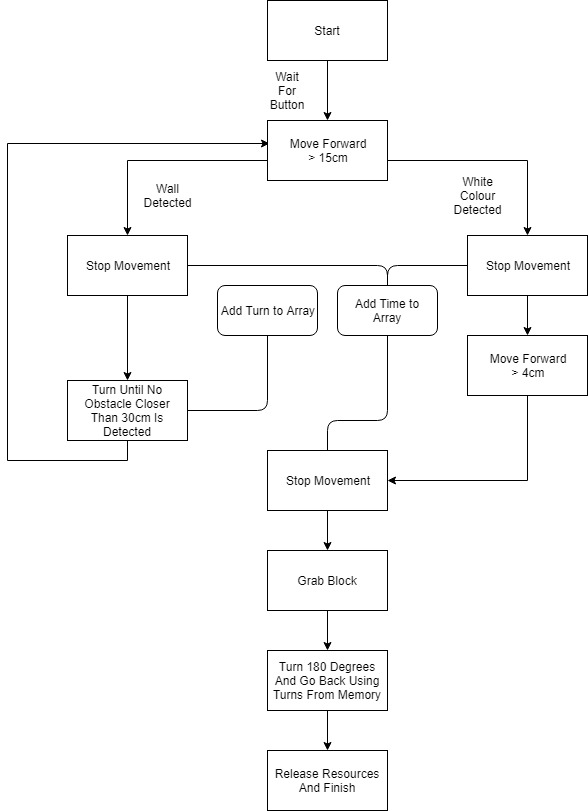 Start
Wait
For
Button
Move Forward
> 15cm
Wall
Detected
White
Colour
Detected
Stop Movement
Stop Movement
Add Turn to Array
Add Time to
Array
Move Forward
> 4cm
Turn Until No
Obstacle Closer
Than 30cm Is
Detected
Stop Movement
Grab Block
Turn 180 Degrees
And Go Back Using
Turns From Memory
Release Resources
And Finish